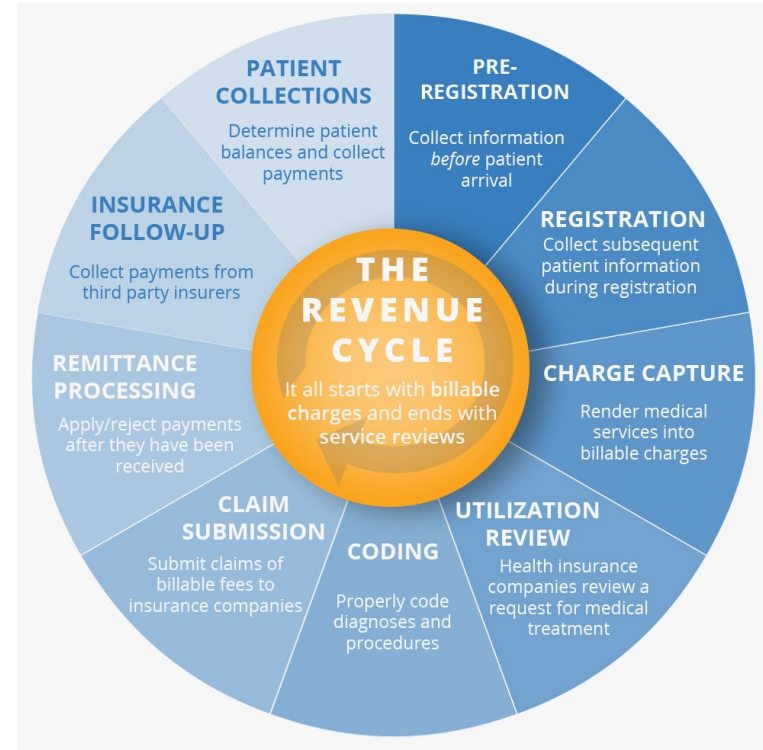 PRE-
REGISTRATION
Collect information
before patient
arrival
REGISTRATION
Collect subsequent
patient information
during registration
CHARGE CAPTURE
Render medical
services into
billable charges
UTILIZATION
REVIEW
Health insurance
companies review a
request for medical
treatment
CODING
Properly code
diagnoses and
procedures
CLAIM
SUBMISSION
Submit claims of
billable fees to
insurance companies
REMITTANCE
PROCESSING
Apply/reject payments
after they have been
received
INSURANCE
FOLLOW-UP
Collect payments from
third party insurers
PATIENT
COLLECTIONS
Determine patient
balances and collect
payments
THE
REVENUE
CYCLE
It all starts with billable
charges and ends with
service reviews